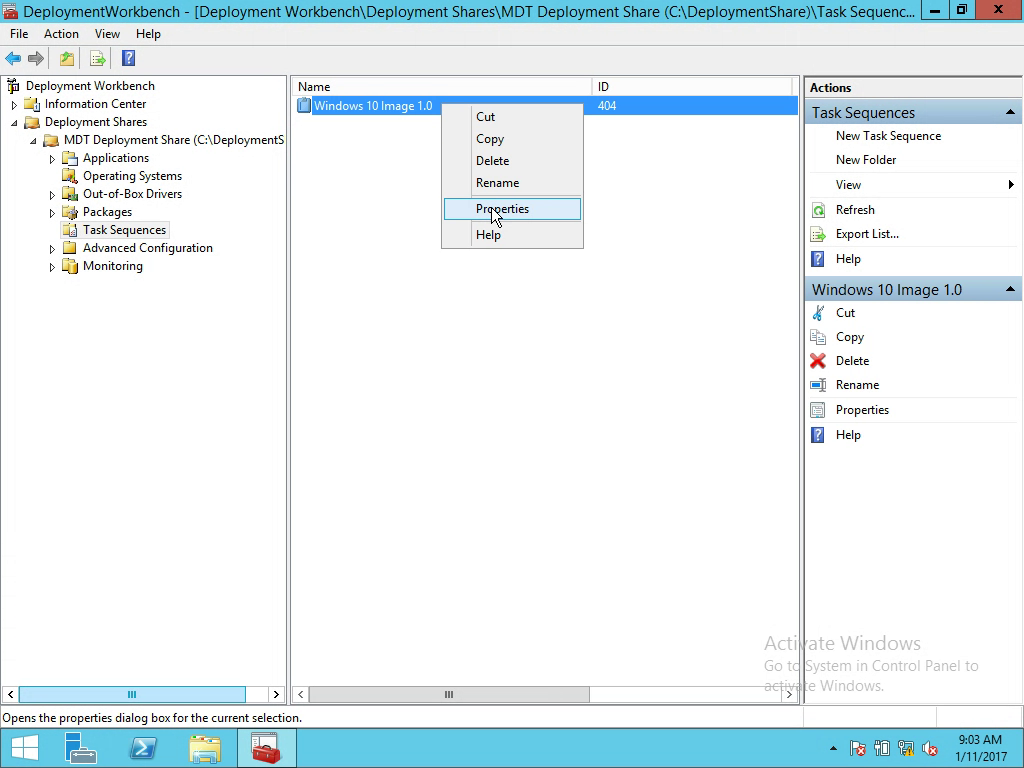 DeploymentWorkbench - [Deployment Workbench\Deployment Shares\MDT Deployment Share (C:\DeploymentShare)\Task Sequenc...
File Action View Help
Deployment Workbench
Information Center
Deployment Shares
MDT Deployment Share (C:\DeploymentS
Applications
Operating Systems
Out-of-Box Drivers
Packages
Task Sequences
Advanced Configuration
Monitoring
Name ID
Windows 10 Image 1.0 404
Cut
Copy
Delete
Rename
Properties
Help
Actions
Task Sequences
New Task Sequence
New Folder
View
Refresh
Export List...
Help
Windows 10 Image 1.0
Cut
Copy
Delete
Rename
Properties
Help
Activate Windows
Go to System in Control Panel to
activate Windows.
Opens the properties dialog box for the current selection.
9:03 AM
1/11/2017